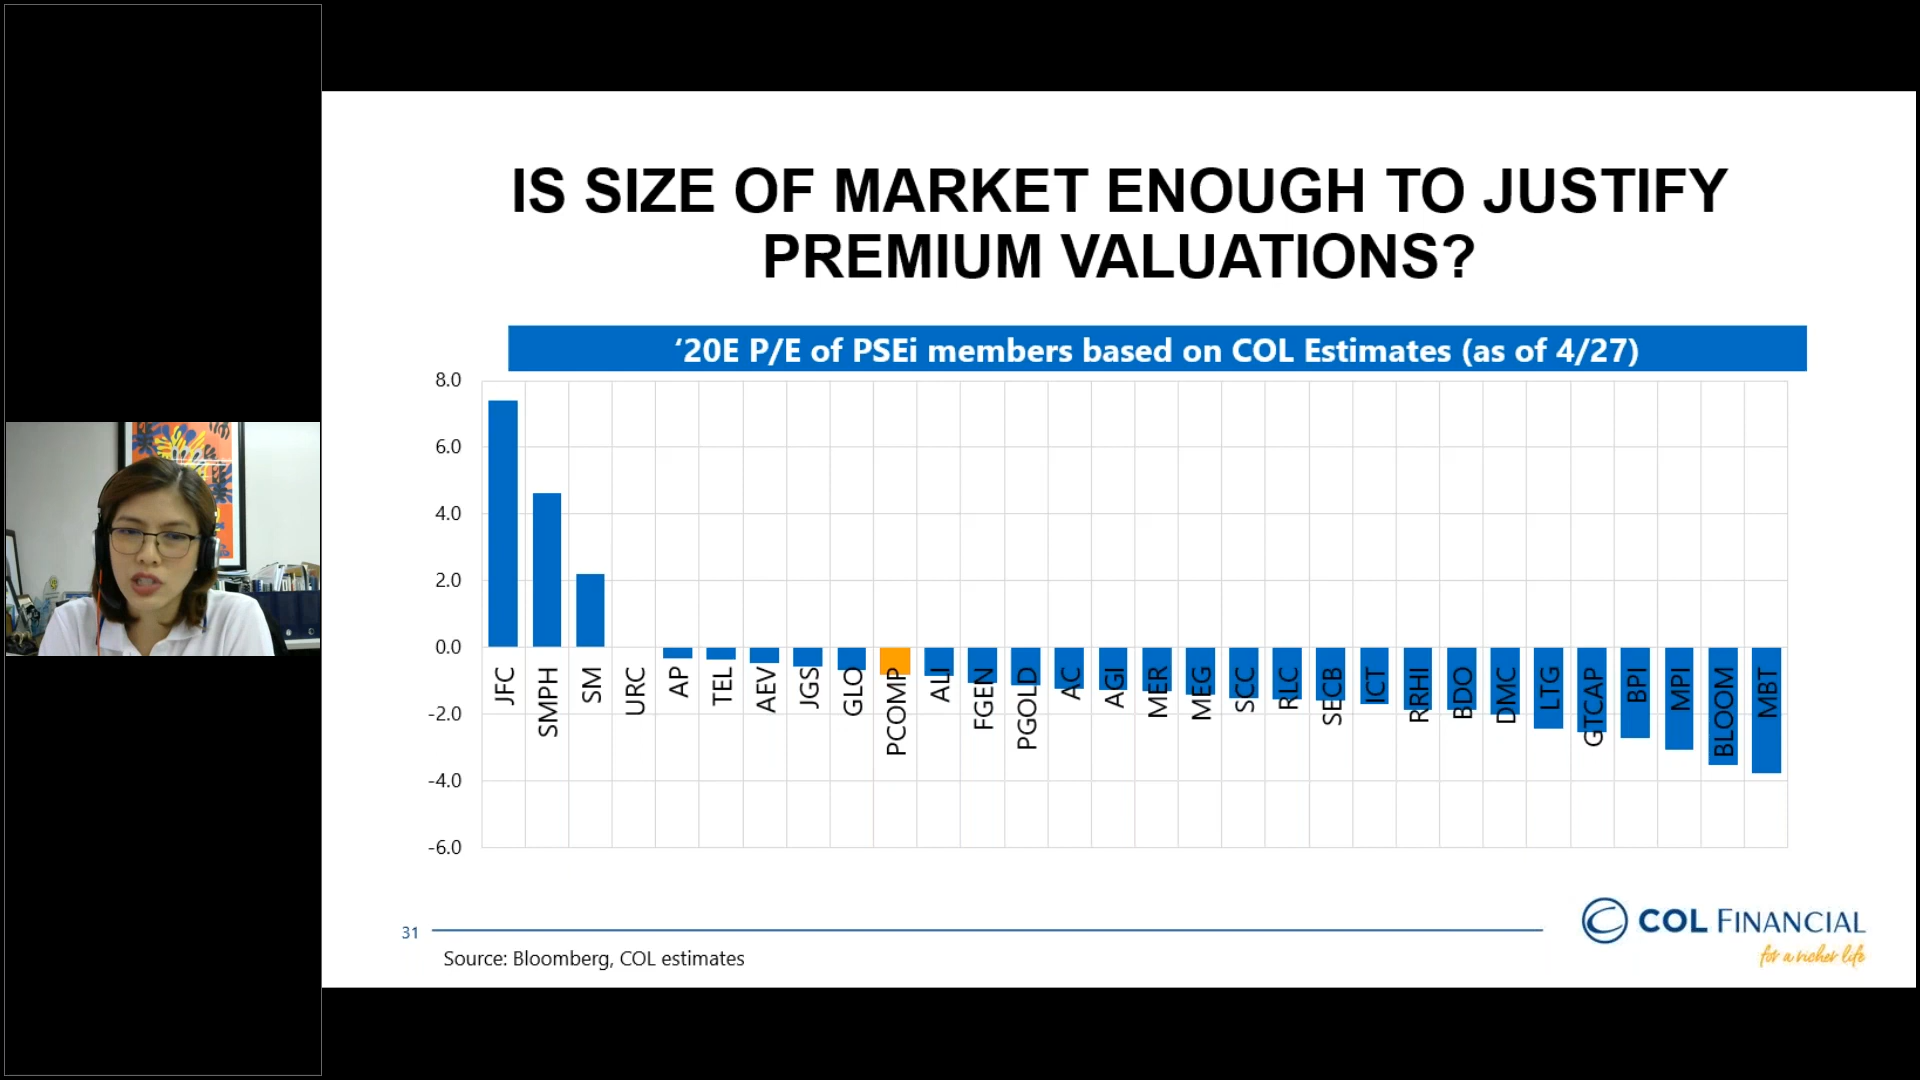 IS SIZE OF MARKET ENOUGH TO JUSTIFY
PREMIUM VALUATIONS?
‘20E P/E of PSEi members based on COL Estimates (as of 4/27)
8.0
6.0
4.0
2.0
0.0
-2.0
-4.0
-6.0
JFC
SMPH
SM
URC
AP
TEL
AEV
JGS
GLO
PCOMP
ALI
FGEN
PGOLD
AC
AGI
MER
MEG
SCC
RLC
SECB
ICT
RRHI
BDO
DMC
LTG
GTCAP
BPI
MPI
BLOOM
MBT
31
Source: Bloomberg, COL estimates
COL FINANCIAL
for a richer life